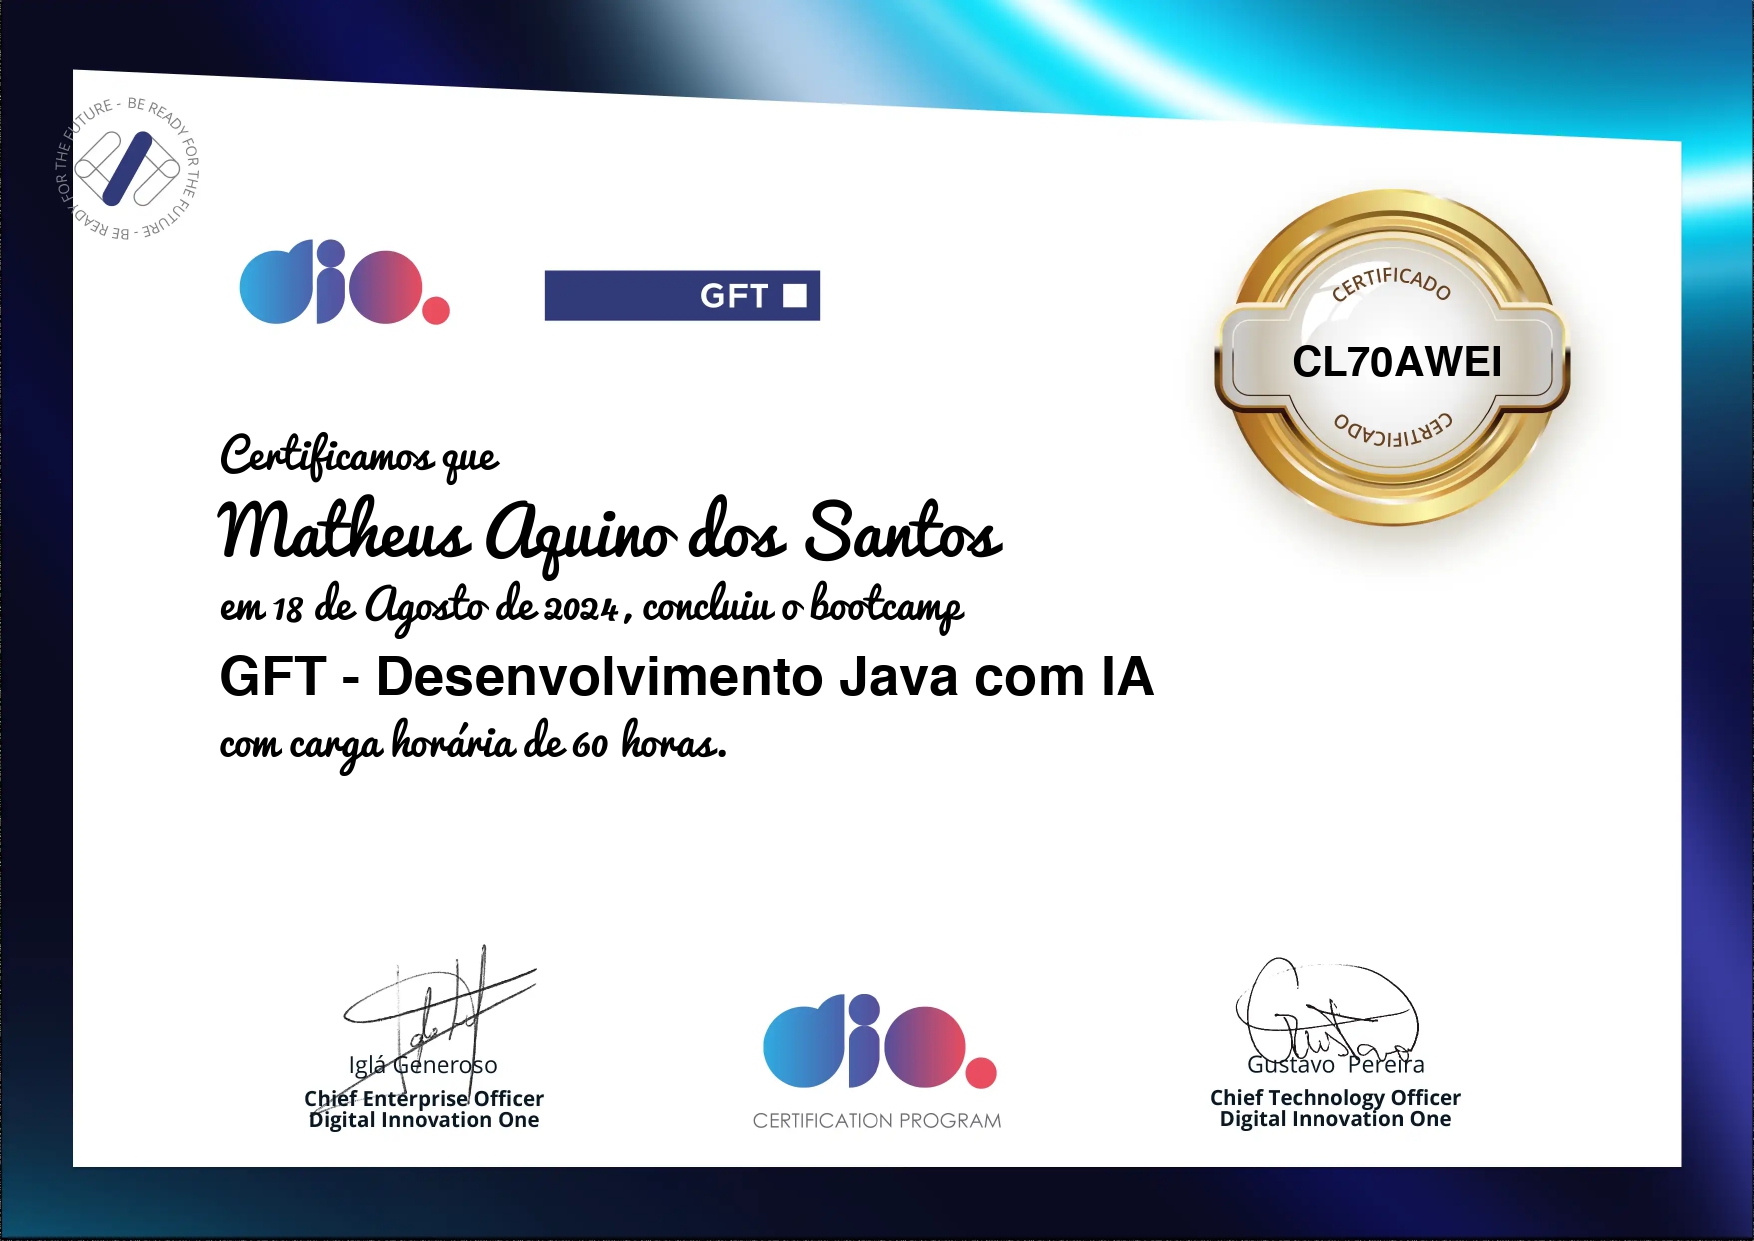 BE READY FOR THE FUTURE - BE READY FOR THE FUTURE -
dio.
GFT
CERTIFICADO
CL70AWEI
CERTIFICADO
Certificamos que
Matheus Aquino dos Santos
em 18 de Agosto de 2024, concluiu o bootcamp
GFT - Desenvolvimento Java com IA
com carga horária de 60 horas.
Iglá Generoso
Chief Enterprise Officer
Digital Innovation One
dio.
CERTIFICATION PROGRAM
Gustavo
Gustavo Pereira
Chief Technology Officer
Digital Innovation One